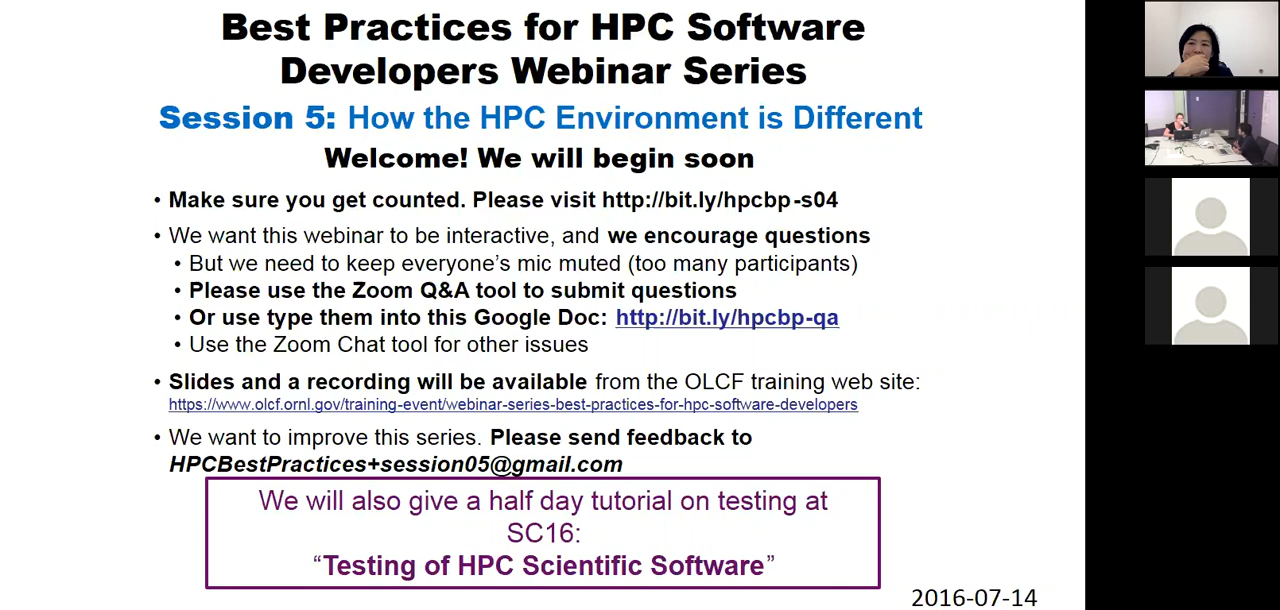 Best Practices for HPC Software
Developers Webinar Series
Session 5: How the HPC Environment is Different
Welcome! We will begin soon
• Make sure you get counted. Please visit http://bit.ly/hpcbp-s04
• We want this webinar to be interactive, and we encourage questions
• But we need to keep everyone’s mic muted (too many participants)
• Please use the Zoom Q&A tool to submit questions
• Or use type them into this Google Doc: http://bit.ly/hpcbp-qa
• Use the Zoom Chat tool for other issues
• Slides and a recording will be available from the OLCF training web site:
https://www.olcf.ornl.gov/training-event/webinar-series-best-practices-for-hpc-software-developers
• We want to improve this series. Please send feedback to
HPCBestPractices+session05@gmail.com
We will also give a half day tutorial on testing at
SC16:
“Testing of HPC Scientific Software”
2016-07-14